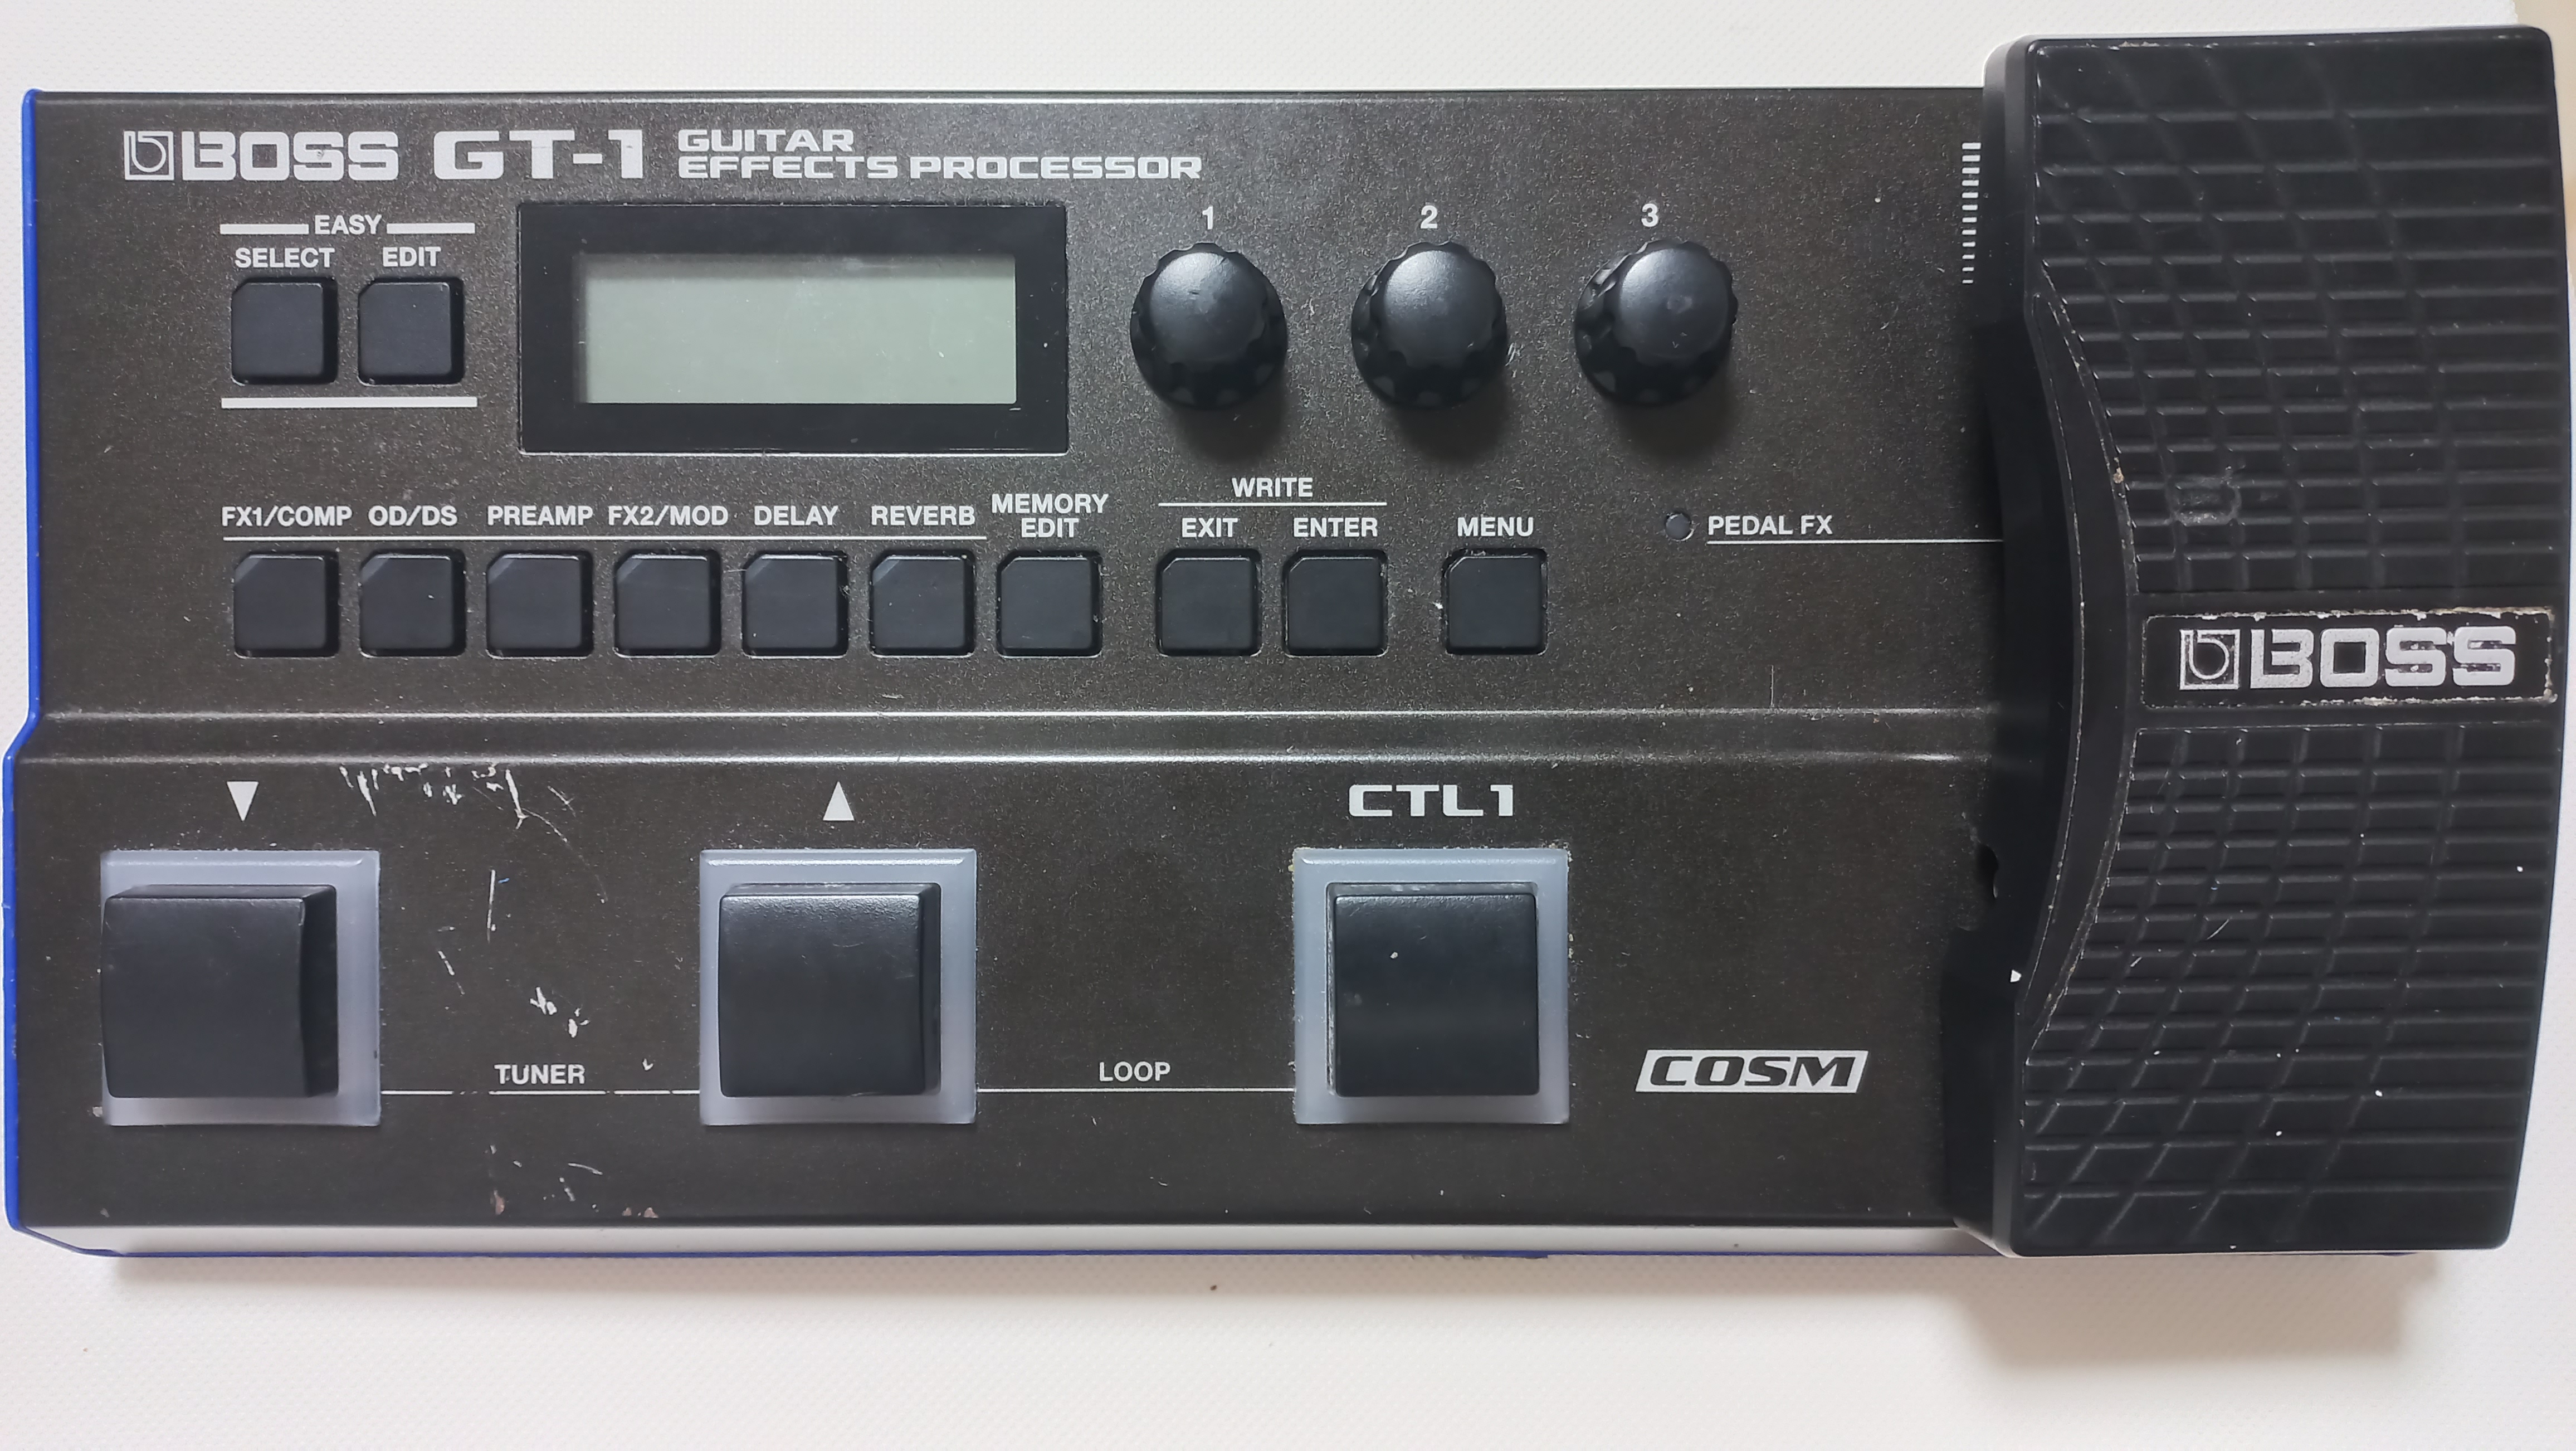 BOSS GT-1 GUITAR
EFFECTS PROCESSOR
EASY
SELECT EDIT
1 2 3
WRITE
FX1/COMP OD/DS PREAMP FX2/MOD DELAY REVERB MEMORY
EDIT EXIT ENTER MENU PEDAL FX
BOSS
▼ ▲ CTL1
TUNER LOOP COSM